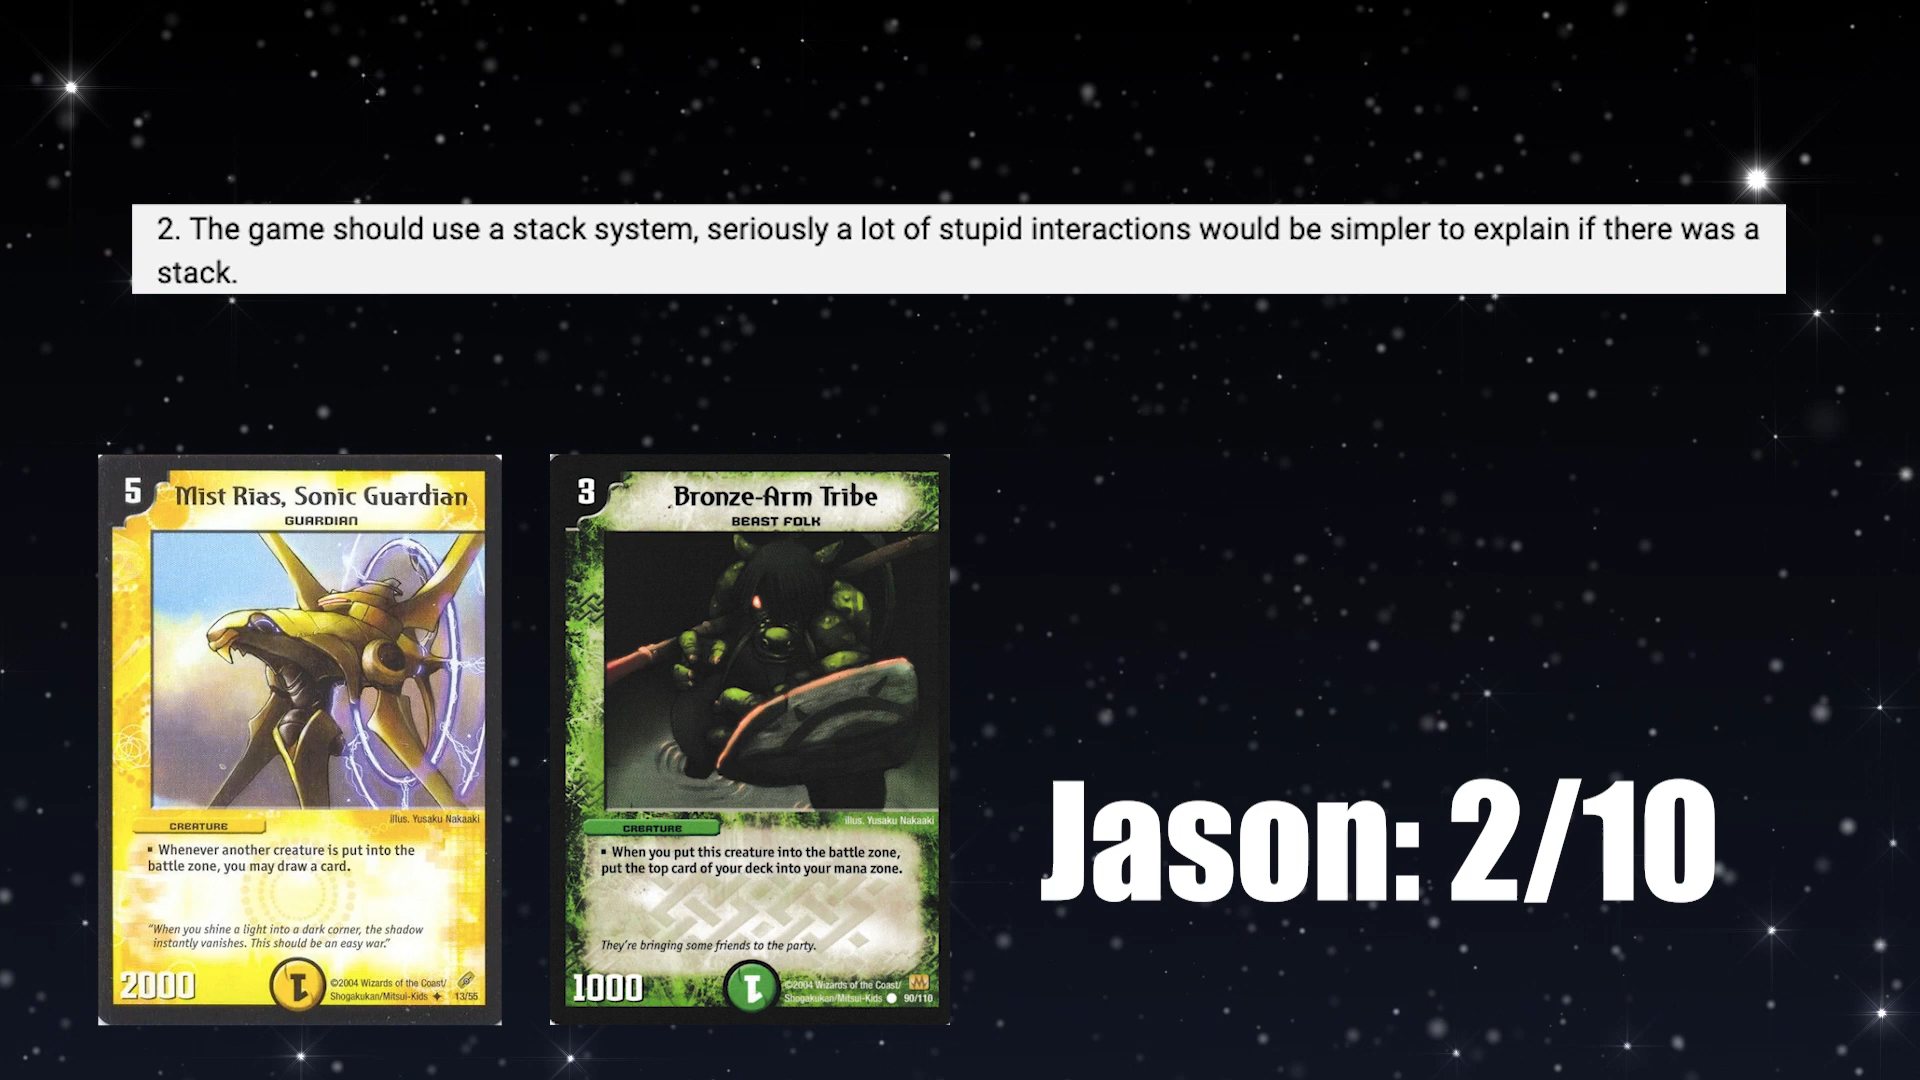 2. The game should use a stack system, seriously a lot of stupid interactions would be simpler to explain if there was a
stack.
5
Mist Rias, Sonic Guardian
GUARDIAN
illus. Yusuku Nakaaki
CREATURE
▪ Whenever another creature is put into the
battle zone, you may draw a card.
"When you shine a light into a dark corner, the shadow
instantly vanishes. This should be an easy war."
2000
1
©2004 Wizards of the Coast/
Shogakukan/Mitsui-Kids
13/55
3
Bronze-Arm Tribe
BEAST FOLK
illus. Yusaku Nakaaki
CREATURE
▪ When you put this creature into the battle zone,
put the top card of your deck into your mana zone.
They're bringing some friends to the party.
1000
1
©2004 Wizards of the Coast/
Shogakukan/Mitsui-Kids
90/110
Jason: 2/10